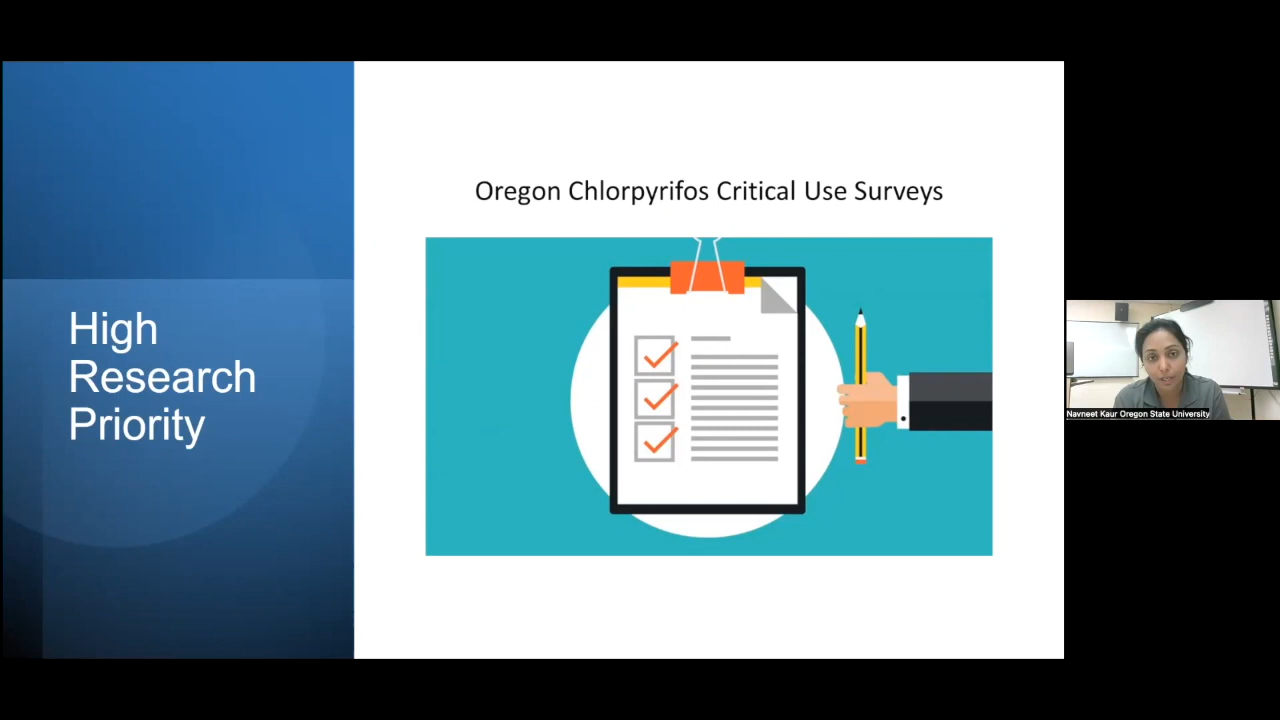 High
Research
Priority
Oregon Chlorpyrifos Critical Use Surveys
Navneet Kaur Oregon State University